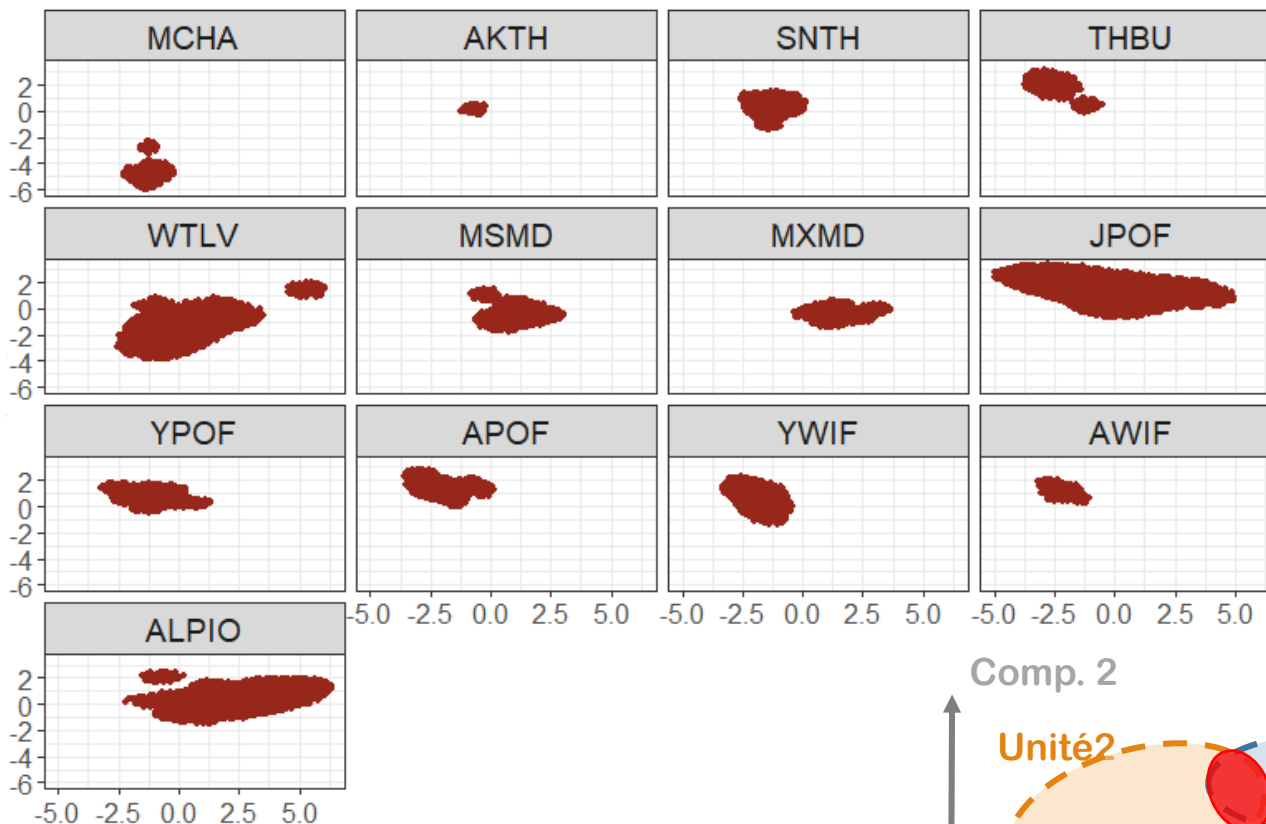 MCHA AKTH SNTH THBU
2
0
-2
-4
-6
WTLV MSMD MXMD JPOF
2
0
-2
-4
-6
YPOF APOF YWIF AWIF
2
0
-2
-4
-6
-5.0 -2.5 0.0 2.5 5.0 -5.0 -2.5 0.0 2.5 5.0 -5.0 -2.5 0.0 2.5 5.0
ALPIO
2
0
-2
-4
-6
-5.0 -2.5 0.0 2.5 5.0
Comp. 2
Unité2